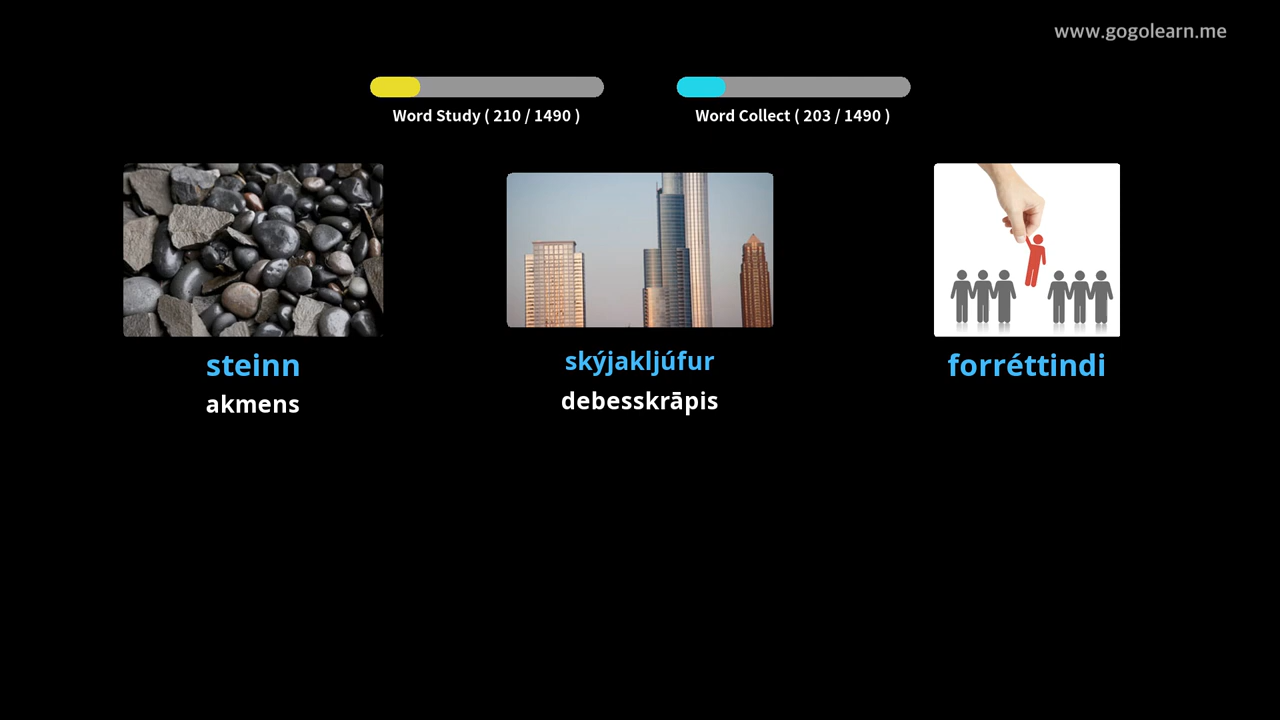 www.gogolearn.me
Word Study ( 210 / 1490 )
Word Collect ( 203 / 1490 )
steinn
akmens
skýjakljúfur
debesskrāpis
forréttindi